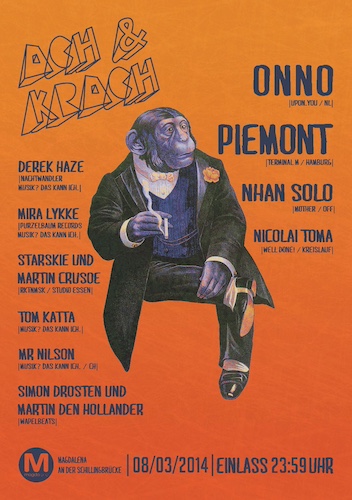 ACH &
KRACH
ONNO
|UPON.YOU / NL|
PIEMONT
|TERMINAL M / HAMBURG|
NHAN SOLO
|MOTHER / OFF|
NICOLAI TOMA
|WELL DONE! / KREISLAUF|
DEREK HAZE
|NACHTWANDLER
MUSIK? DAS KANN ICH.|
MIRA LYKKE
|PURZELBAUM RECORDS
MUSIK? DAS KANN ICH.|
STARSKIE UND
MARTIN CRUSOE
|RKTNMSK / STUDIO ESSEN|
TOM KATTA
|MUSIK? DAS KANN ICH.|
MR NILSON
|MUSIK? DAS KANN ICH. / CH|
SIMON DROSTEN UND
MARTIN DEN HOLLANDER
|WAFELBEATS|
M
MAGDALENA
AN DER SCHILLINGBRÜCKE
|08/03/2014|EINLASS 23:59 UHR